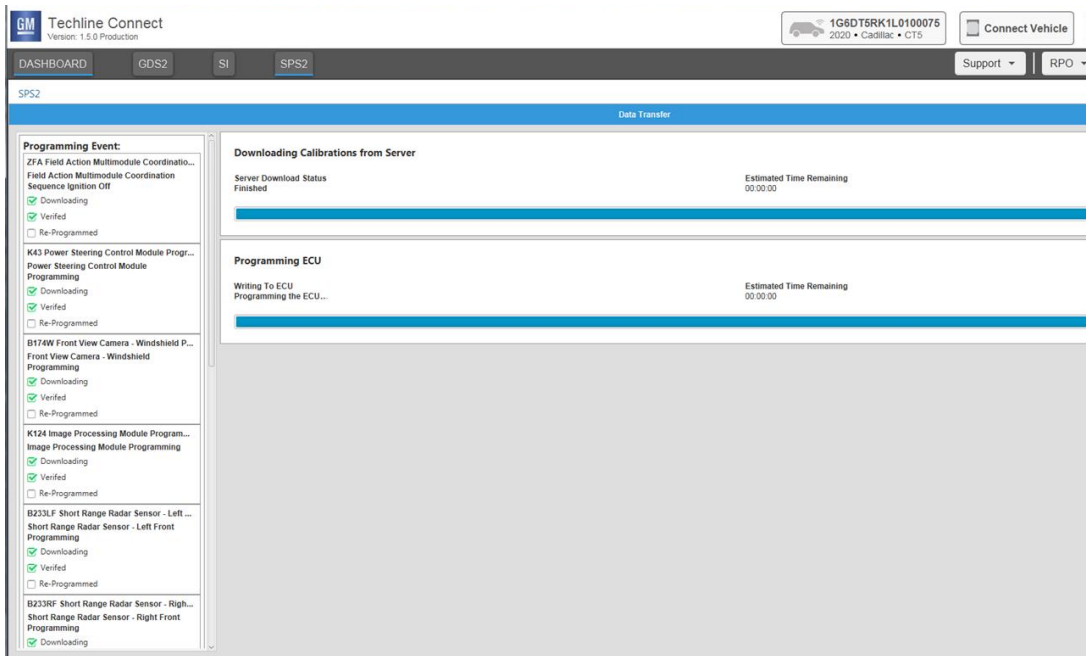 GM
Techline Connect
Version: 1.5.0 Production
1G6DT5RK1L0100075
2020 • Cadillac • CT5
Connect Vehicle
DASHBOARD
GDS2
SI
SPS2
Support
RPO
SPS2
Data Transfer
Programming Event:
ZFA Field Action Multimodule Coordinatio...
Field Action Multimodule Coordination
Sequence Ignition Off
Downloading
Verifed
Re-Programmed
K43 Power Steering Control Module Progr...
Power Steering Control Module
Programming
Downloading
Verifed
Re-Programmed
B174W Front View Camera - Windshield P...
Front View Camera - Windshield
Programming
Downloading
Verifed
Re-Programmed
K124 Image Processing Module Program...
Image Processing Module Programming
Downloading
Verifed
Re-Programmed
B233LF Short Range Radar Sensor - Left ...
Short Range Radar Sensor - Left Front
Programming
Downloading
Verifed
Re-Programmed
B233RF Short Range Radar Sensor - Righ...
Short Range Radar Sensor - Right Front
Programming
Downloading
Downloading Calibrations from Server
Server Download Status
Finished
Estimated Time Remaining
00:00:00
Programming ECU
Writing To ECU
Programming the ECU...
Estimated Time Remaining
00:00:00